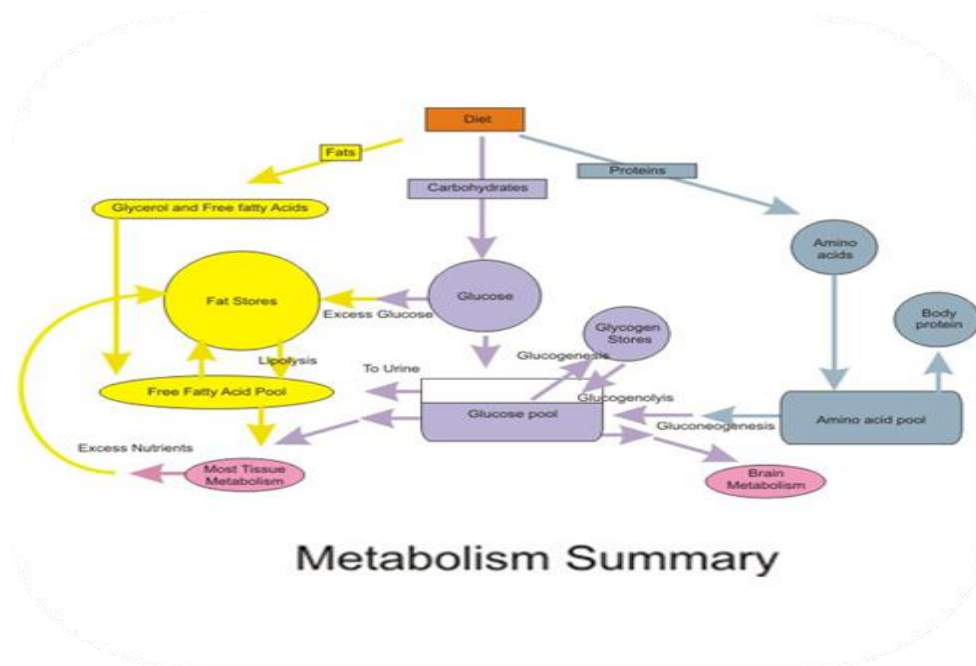 Diet
Fats
Proteins
Carbohydrates
Glycerol and Free fatty Acids
Amino
acids
Fat Stores
Glucose
Excess Glucose
Glycogen
Stores
Body
protein
Lipolysis
Glucogenesis
To Urine
Free Fatty Acid Pool
Glucogenolyis
Glucose pool
Amino acid pool
Gluconeogenesis
Excess Nutrients
Most Tissue
Metabolism
Brain
Metabolism
Metabolism Summary